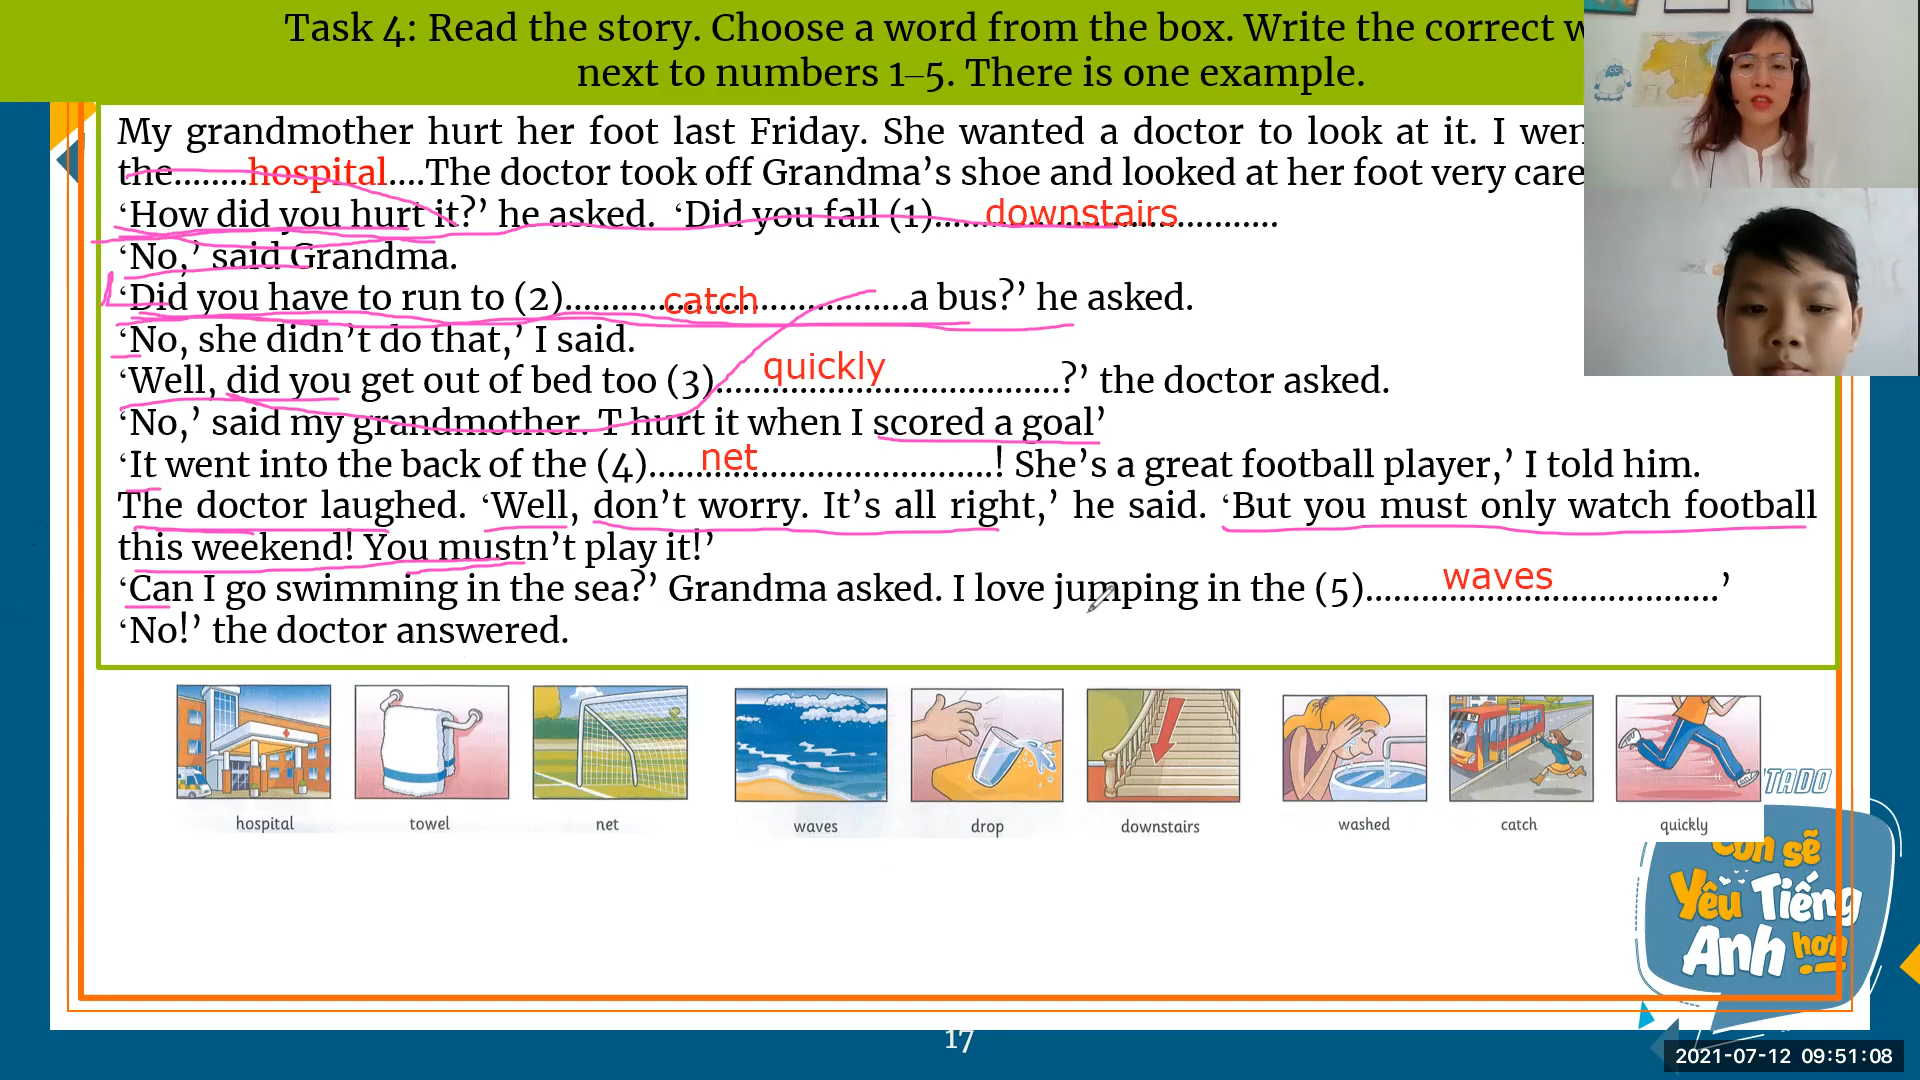 Task 4: Read the story. Choose a word from the box. Write the correct
next to numbers 1–5. There is one example.
My grandmother hurt her foot last Friday. She wanted a doctor to look at it. I
the........hospital....The doctor took off Grandma’s shoe and looked at her foot very
‘How did you hurt it?’ he asked. ‘Did you fall (1)..... downstairs .....
‘No,’ said Grandma.
‘Did you have to run to (2)..... catch .....a bus?’ he asked.
‘No, she didn’t do that,’ I said.
‘Well, did you get out of bed too (3)..... quickly .....?’ the doctor asked.
‘No,’ said my grandmother. ‘I hurt it when I scored a goal’
‘It went into the back of the (4)..... net .....! She’s a great football player,’ I told him.
The doctor laughed. ‘Well, don’t worry. It’s all right,’ he said. ‘But you must only watch football
this weekend! You mustn’t play it!’
‘Can I go swimming in the sea?’ Grandma asked. I love jumping in the (5)..... waves .....’
‘No!’ the doctor answered.
hospital towel net waves drop downstairs washed catch quickly
TADO
Con sẽ
Yêu Tiếng
Anh hơn
17
2021-07-12 09:51:08